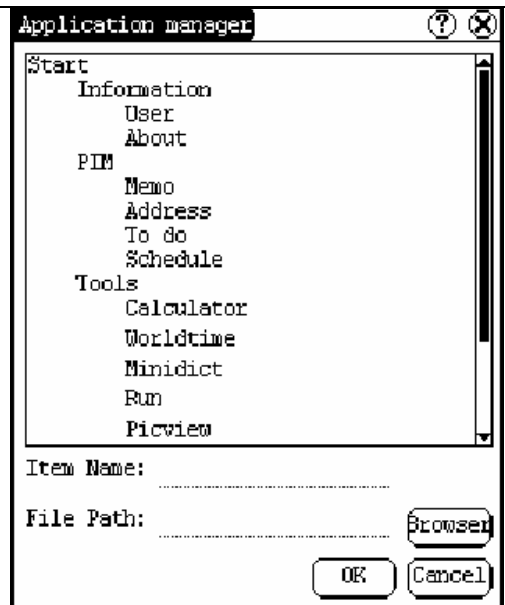 Application manager ?
Start
Information
User
About
PIM
Memo
Address
To do
Schedule
Tools
Calculator
Worldtime
Minidict
Run
Picview
Item Name:
File Path:
Browser
OK Cancel